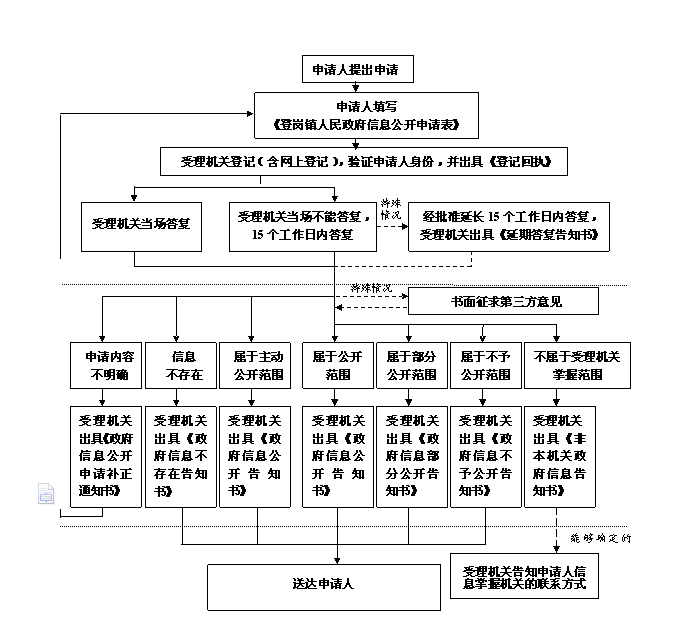 申请人提出申请
申请人填写
《登岗镇人民政府信息公开申请表》
受理机关登记（含网上登记），验证申请人身份，并出具《登记回执》
受理机关当场答复
受理机关当场不能答复，
15个工作日内答复
特殊
情况
经批准延长15个工作日内答复，
受理机关出具《延期答复告知书》
特殊情况
书面征求第三方意见
申请内容
不明确
信息
不存在
属于主动
公开范围
属于公开
范围
属于部分
公开范围
属于不予
公开范围
不属于受理机关
掌握范围
受理机关
出具《政府
信息公开
申请补正
通知书》
受理机关
出具《政
府信息不
存在告知
书》
受理机关
出具《政
府信息公
开告知
书》
受理机关
出具《政
府信息公
开告知
书》
受理机关
出具《政
府信息部
分公开告
知书》
受理机关
出具《政
府信息不
予公开告
知书》
受理机关
出具《非
本机关政
府信息告
知书》
能够确定的
送达申请人
受理机关告知申请人信
息掌握机关的联系方式